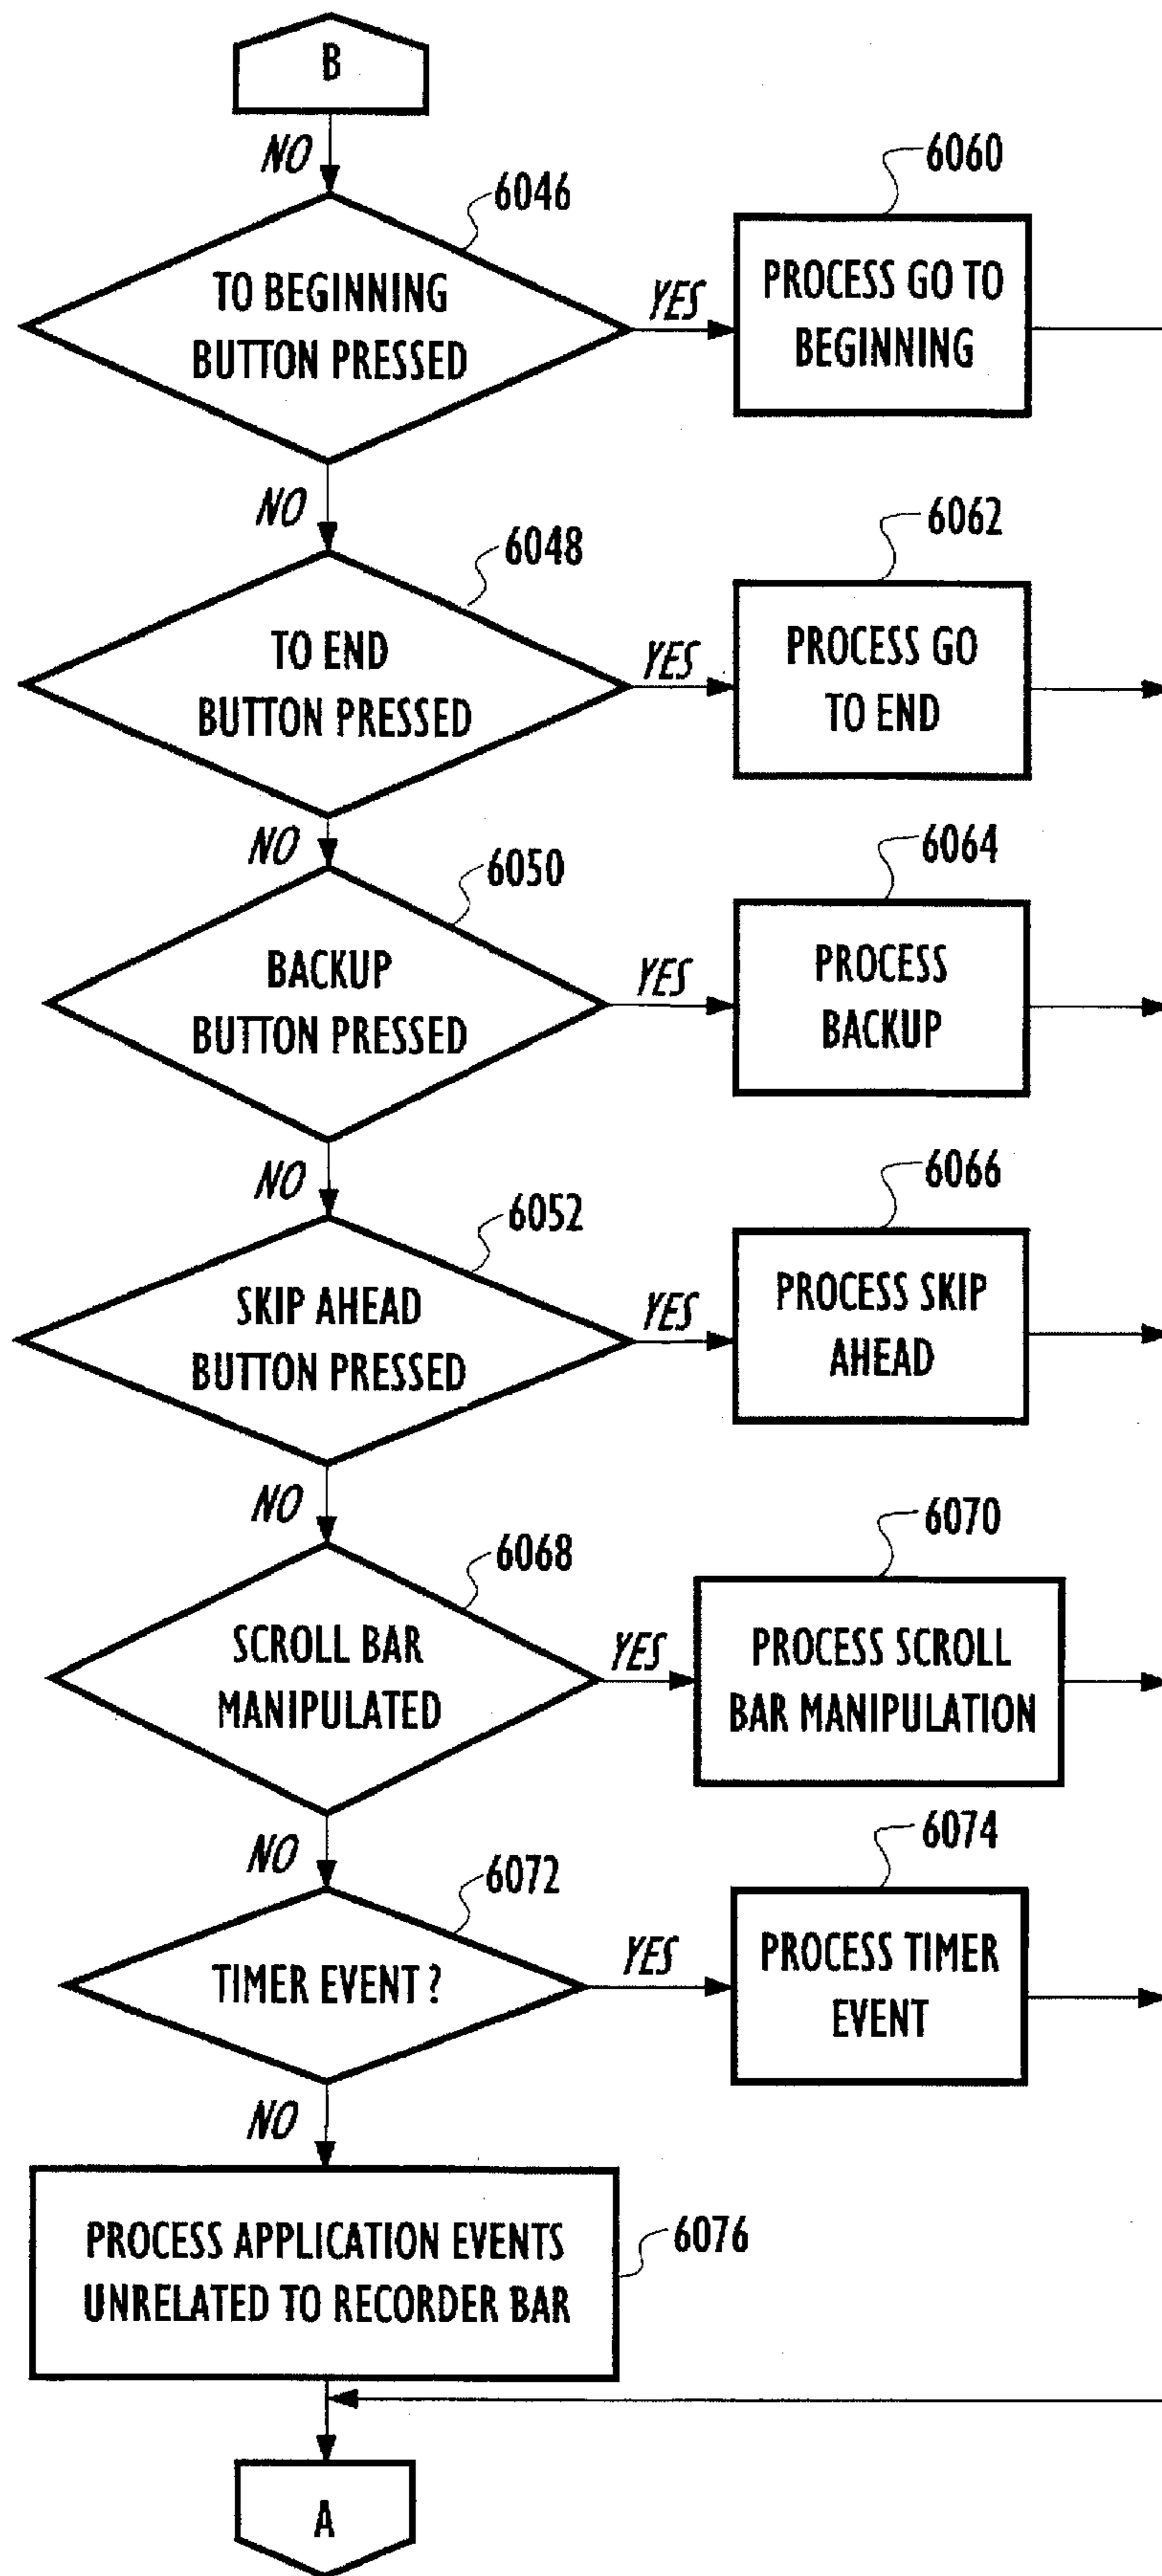 B
NO
6046
6060
TO BEGINNING
BUTTON PRESSED
YES
PROCESS GO TO
BEGINNING
NO
6048
6062
TO END
BUTTON PRESSED
YES
PROCESS GO
TO END
NO
6050
6064
BACKUP
BUTTON PRESSED
YES
PROCESS
BACKUP
NO
6052
6066
SKIP AHEAD
BUTTON PRESSED
YES
PROCESS SKIP
AHEAD
NO
6068
6070
SCROLL BAR
MANIPULATED
YES
PROCESS SCROLL
BAR MANIPULATION
NO
6072
6074
TIMER EVENT ?
YES
PROCESS TIMER
EVENT
NO
PROCESS APPLICATION EVENTS
UNRELATED TO RECORDER BAR
6076
A